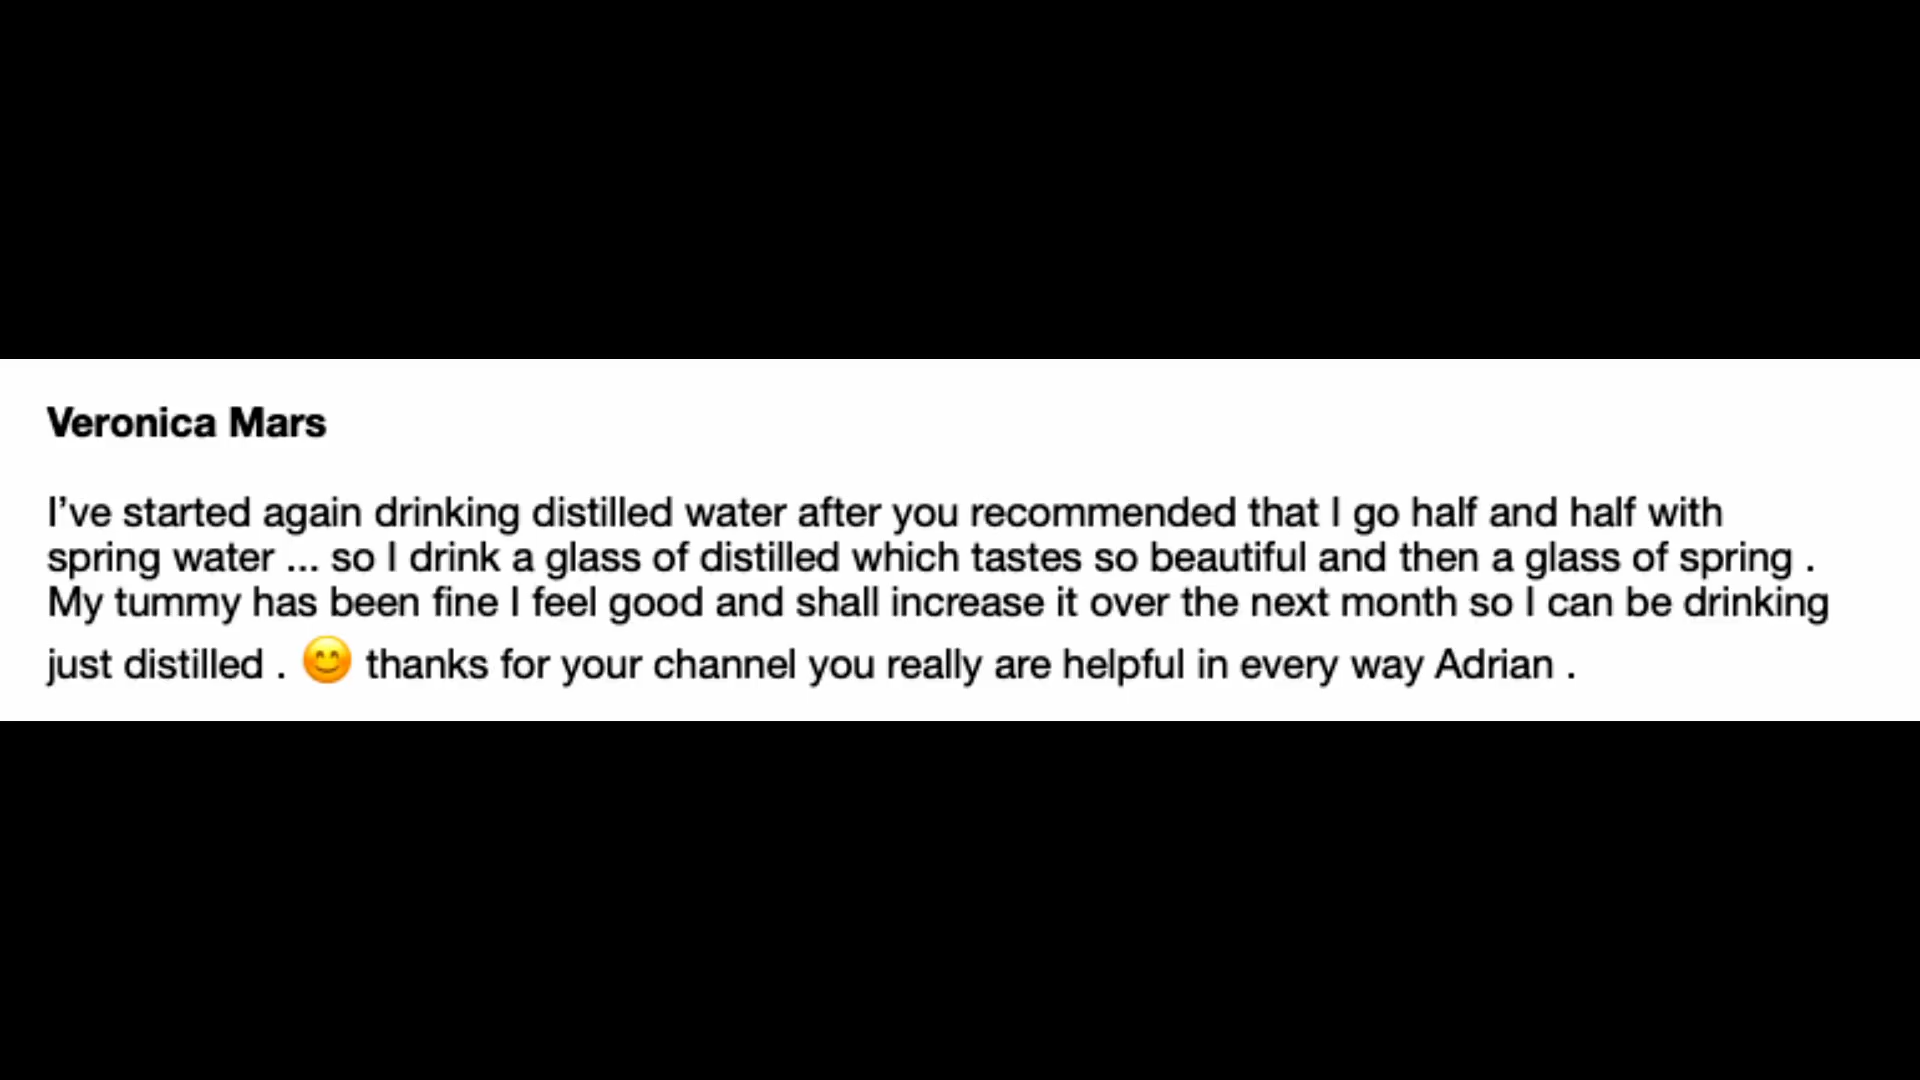 Veronica Mars
I’ve started again drinking distilled water after you recommended that I go half and half with
spring water ... so I drink a glass of distilled which tastes so beautiful and then a glass of spring .
My tummy has been fine I feel good and shall increase it over the next month so I can be drinking
just distilled . 😊 thanks for your channel you really are helpful in every way Adrian .